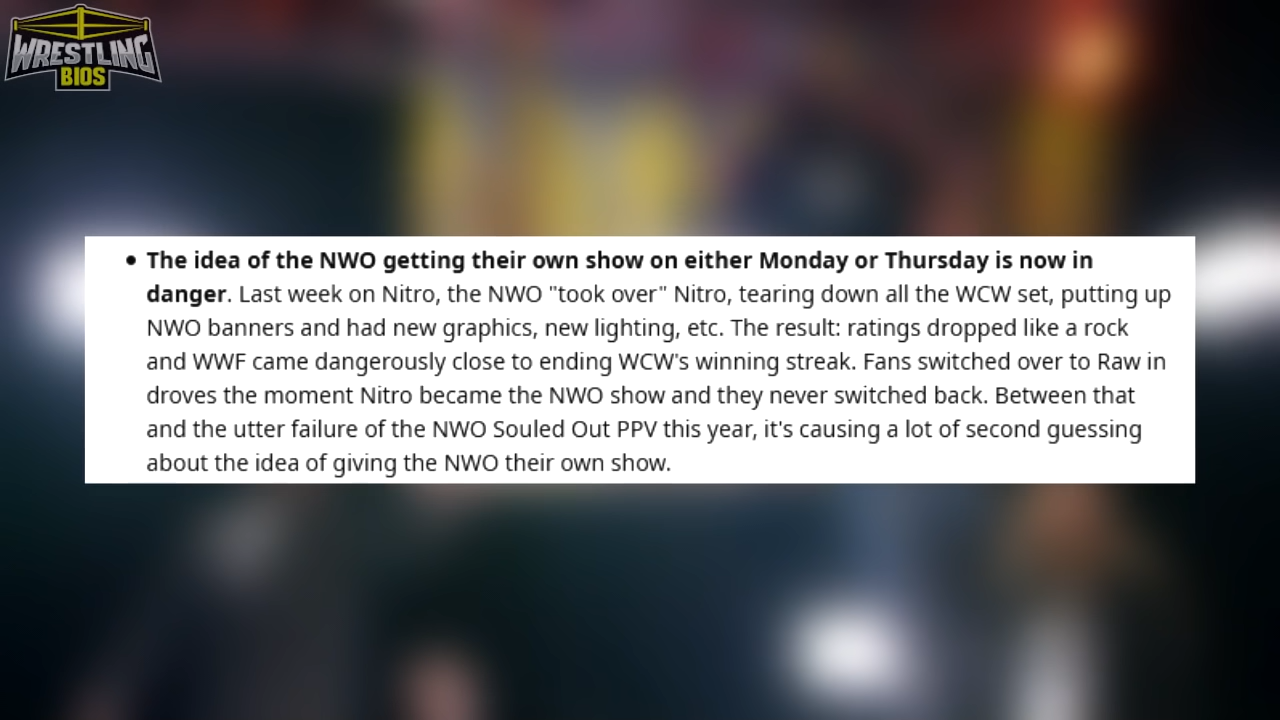 WRESTLING
BIOS
• The idea of the NWO getting their own show on either Monday or Thursday is now in
danger. Last week on Nitro, the NWO "took over" Nitro, tearing down all the WCW set, putting up
NWO banners and had new graphics, new lighting, etc. The result: ratings dropped like a rock
and WWF came dangerously close to ending WCW's winning streak. Fans switched over to Raw in
droves the moment Nitro became the NWO show and they never switched back. Between that
and the utter failure of the NWO Souled Out PPV this year, it's causing a lot of second guessing
about the idea of giving the NWO their own show.